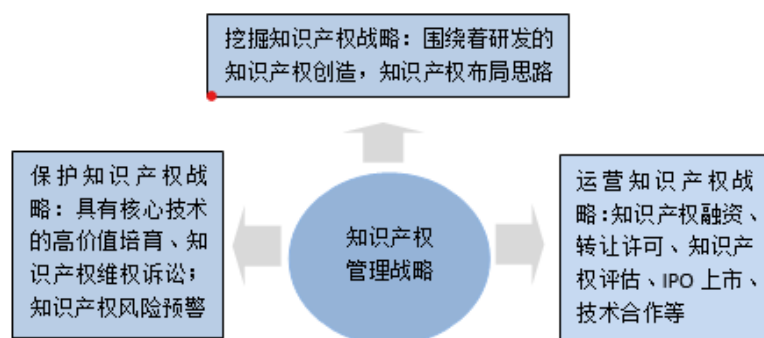 挖掘知识产权战略：围绕着研发的
知识产权创造，知识产权布局思路
保护知识产权战
略：具有核心技术
的高价值培育、知
识产权维权诉讼；
知识产权风险预警
知识产权
管理战略
运营知识产权战
略:知识产权融资、
转让许可、知识产
权评估、IPO 上市、
技术合作等